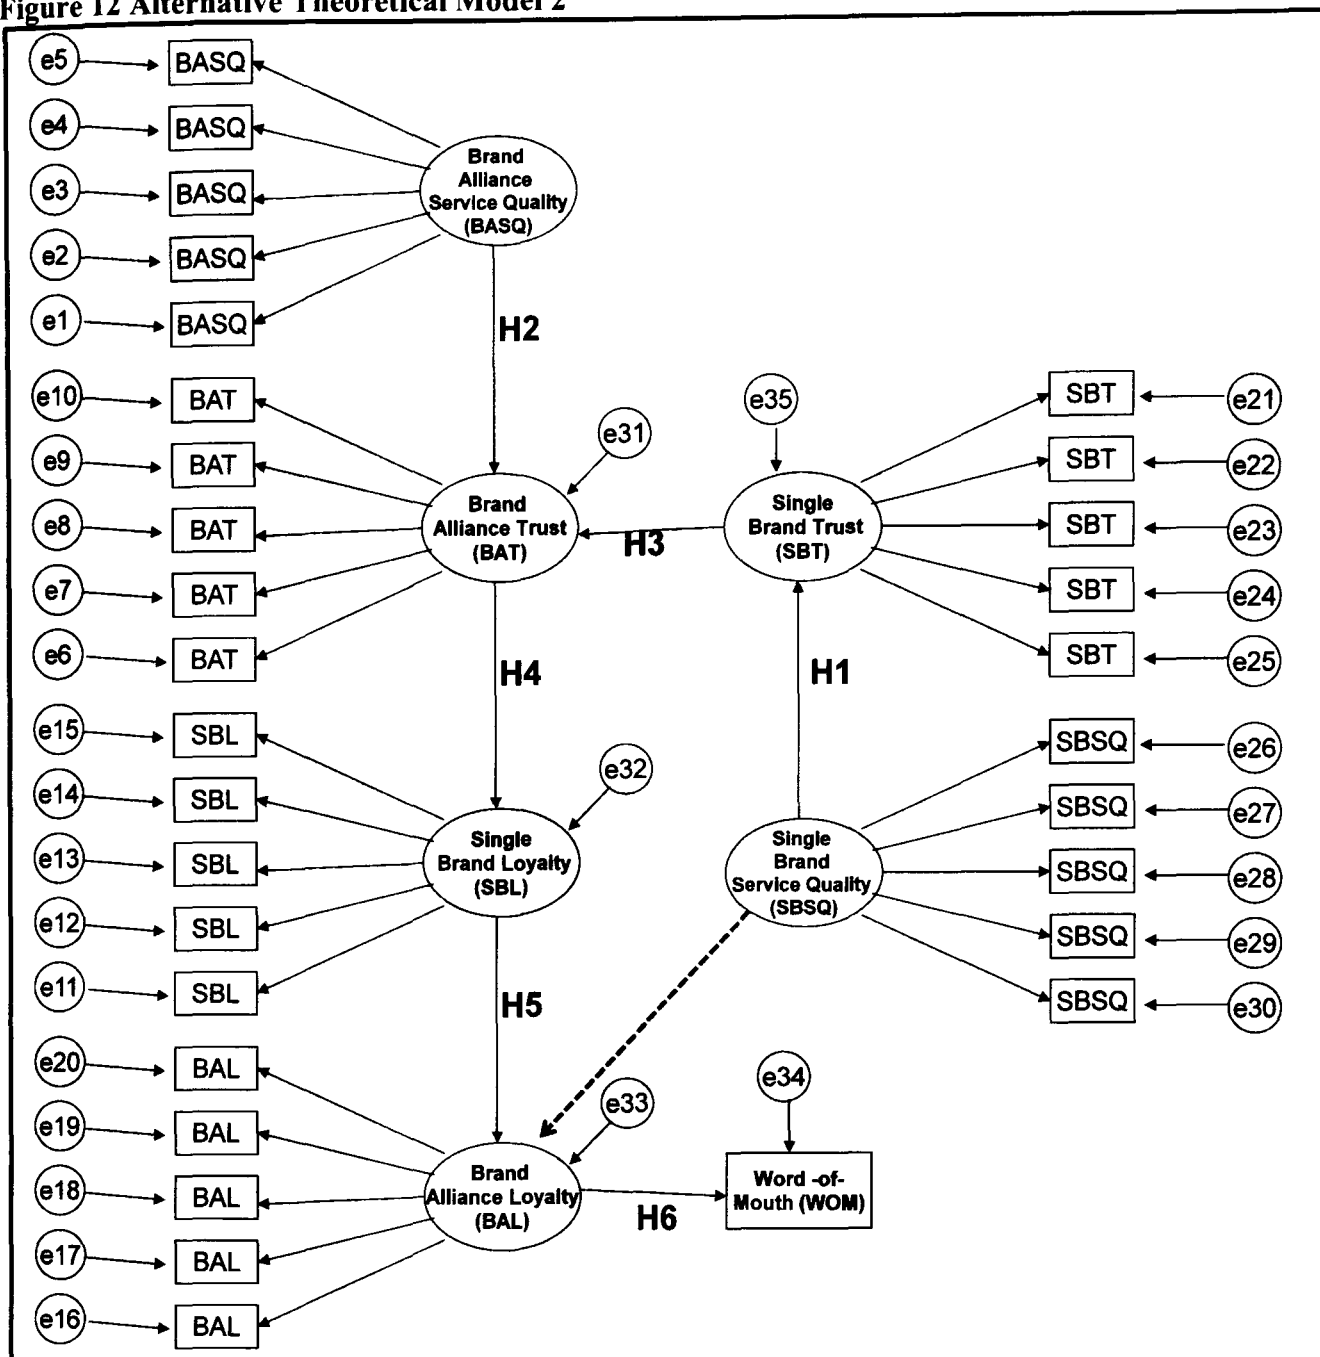 Figure 12 Alternative Theoretical Model 2
e5
BASQ
e4
BASQ
e3
BASQ
e2
BASQ
e1
BASQ
Brand
Alliance
Service Quality
(BASQ)
H2
e10
BAT
e9
BAT
e8
BAT
e7
BAT
e6
BAT
Brand
Alliance Trust
(BAT)
e31
H3
e35
Single
Brand Trust
(SBT)
SBT
e21
SBT
e22
SBT
e23
SBT
e24
SBT
e25
H4
H1
e15
SBL
e14
SBL
e13
SBL
e12
SBL
e11
SBL
Single
Brand Loyalty
(SBL)
e32
Single
Brand
Service Quality
(SBSQ)
SBSQ
e26
SBSQ
e27
SBSQ
e28
SBSQ
e29
SBSQ
e30
H5
e20
BAL
e19
BAL
e18
BAL
e17
BAL
e16
BAL
Brand
Alliance Loyalty
(BAL)
e33
H6
e34
Word -of-
Mouth (WOM)